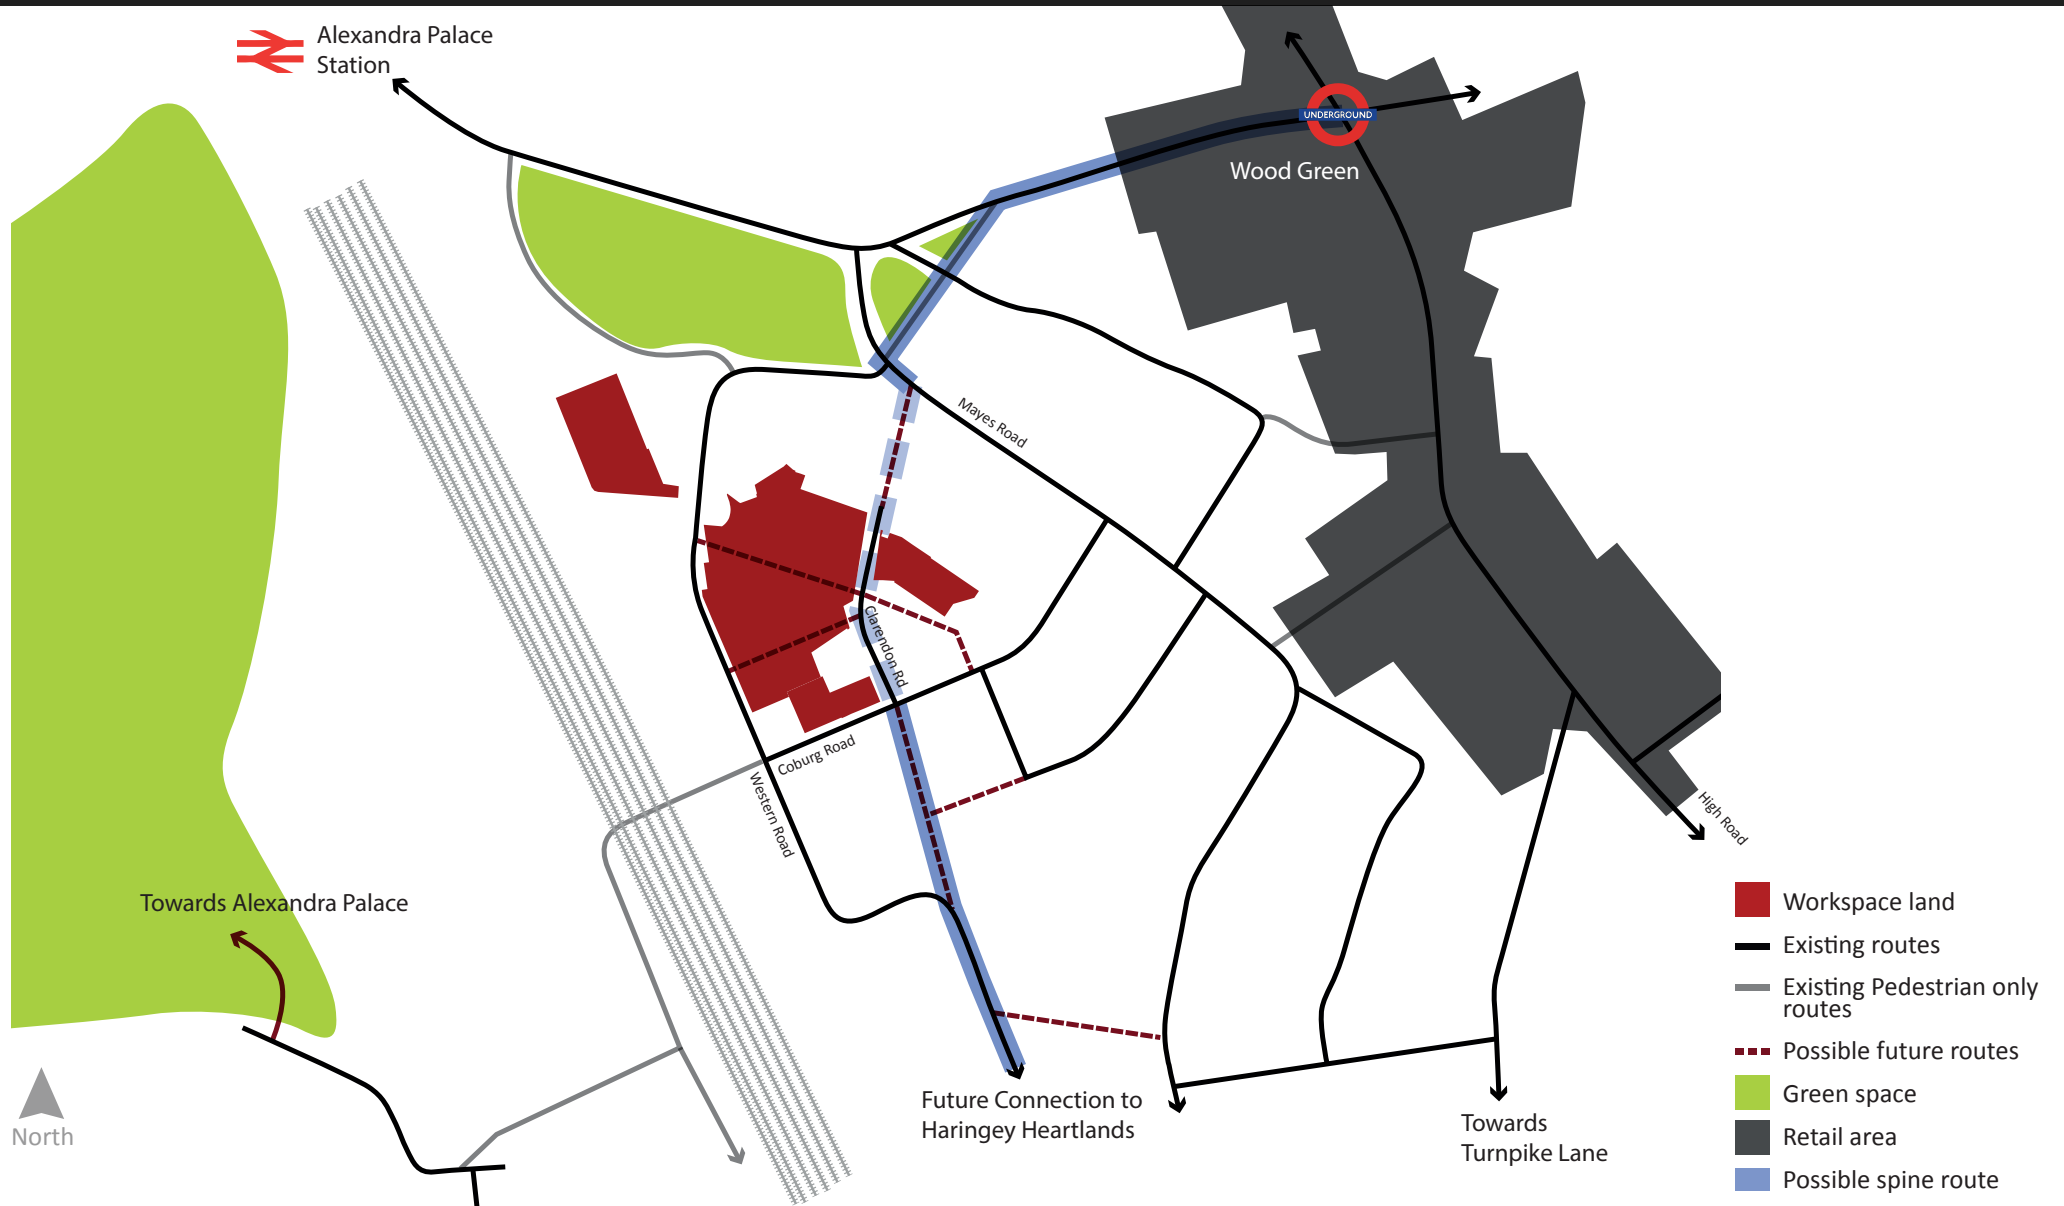 Alexandra Palace
Station
UNDERGROUND
Wood Green
Mayes Road
Clarendon Rd
Coburg Road
Western Road
High Road
Towards Alexandra Palace
North
Future Connection to
Haringey Heartlands
Towards
Turnpike Lane
Workspace land
Existing routes
Existing Pedestrian only
routes
Possible future routes
Green space
Retail area
Possible spine route